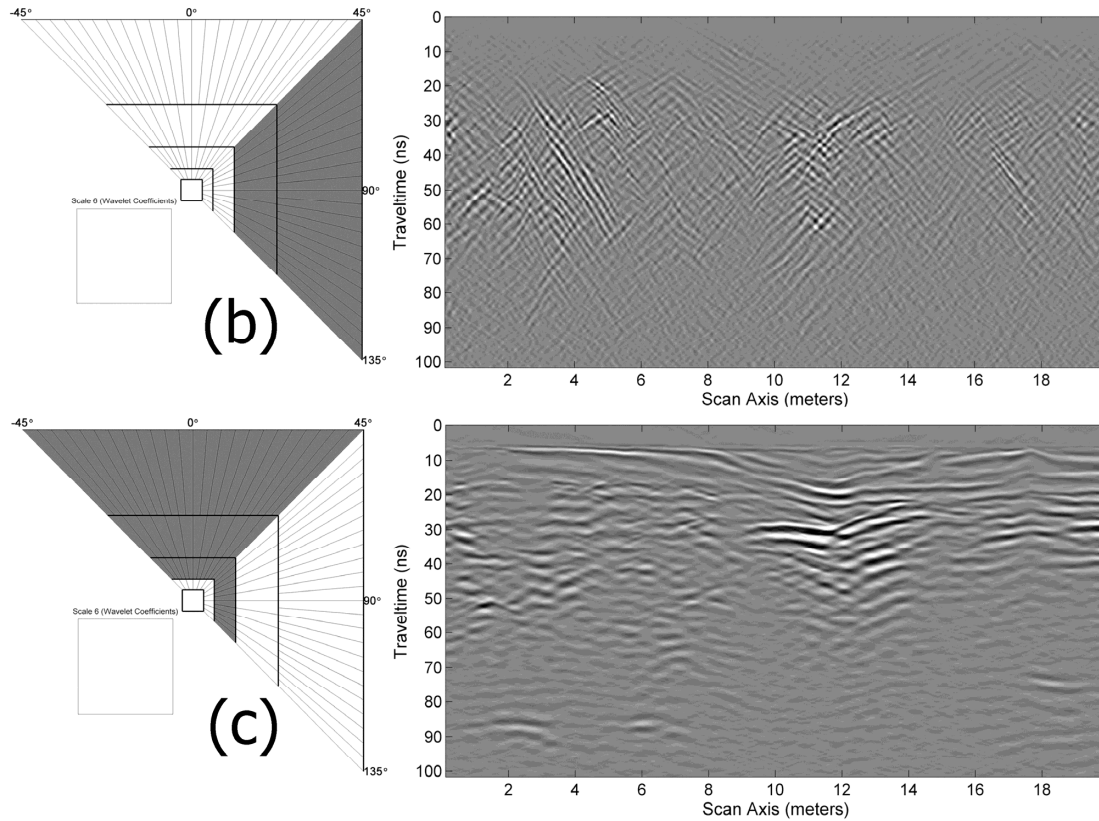 -45° 0° 45°
90°
Scale 6 (Wavelet Coefficients)
135°
(b)
0
10
20
30
40
50
60
70
80
90
100
Traveltime (ns)
2 4 6 8 10 12 14 16 18
Scan Axis (meters)
-45° 0° 45°
90°
Scale 6 (Wavelet Coefficients)
135°
(c)
0
10
20
30
40
50
60
70
80
90
100
Traveltime (ns)
2 4 6 8 10 12 14 16 18
Scan Axis (meters)